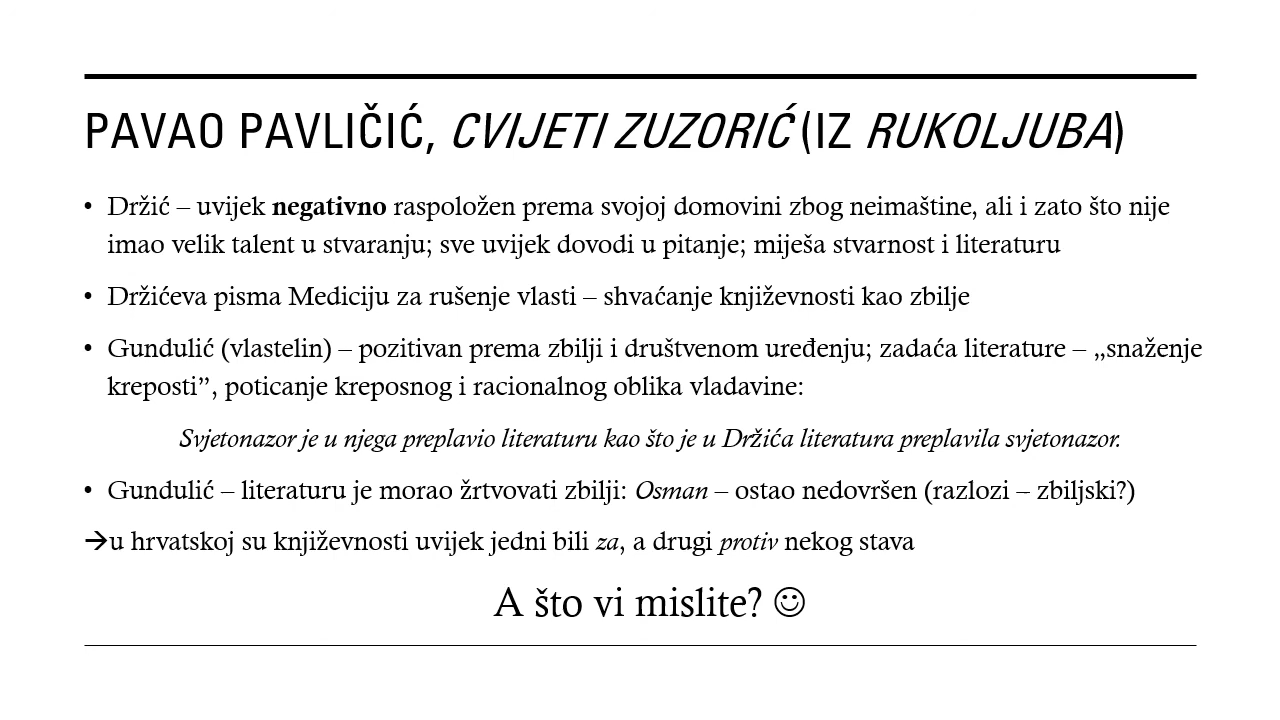 PAVAO PAVLIČIĆ, CVIJETI ZUZORIĆ (IZ RUKOLJUBA)
• Držić – uvijek negativno raspoložen prema svojoj domovini zbog neimaštine, ali i zato što nije
imao velik talent u stvaranju; sve uvijek dovodi u pitanje; miješa stvarnost i literaturu
• Držićeva pisma Mediciju za rušenje vlasti – shvaćanje književnosti kao zbilje
• Gundulić (vlastelin) – pozitivan prema zbilji i društvenom uređenju; zadaća literature – „snaženje
kreposti”, poticanje kreposnog i racionalnog oblika vladavine:
Svjetonazor je u njega preplavio literaturu kao što je u Držića literatura preplavila svjetonazor.
• Gundulić – literaturu je morao žrtvovati zbilji: Osman – ostao nedovršen (razlozi – zbiljski?)
→u hrvatskoj su književnosti uvijek jedni bili za, a drugi protiv nekog stava
A što vi mislite? ☺